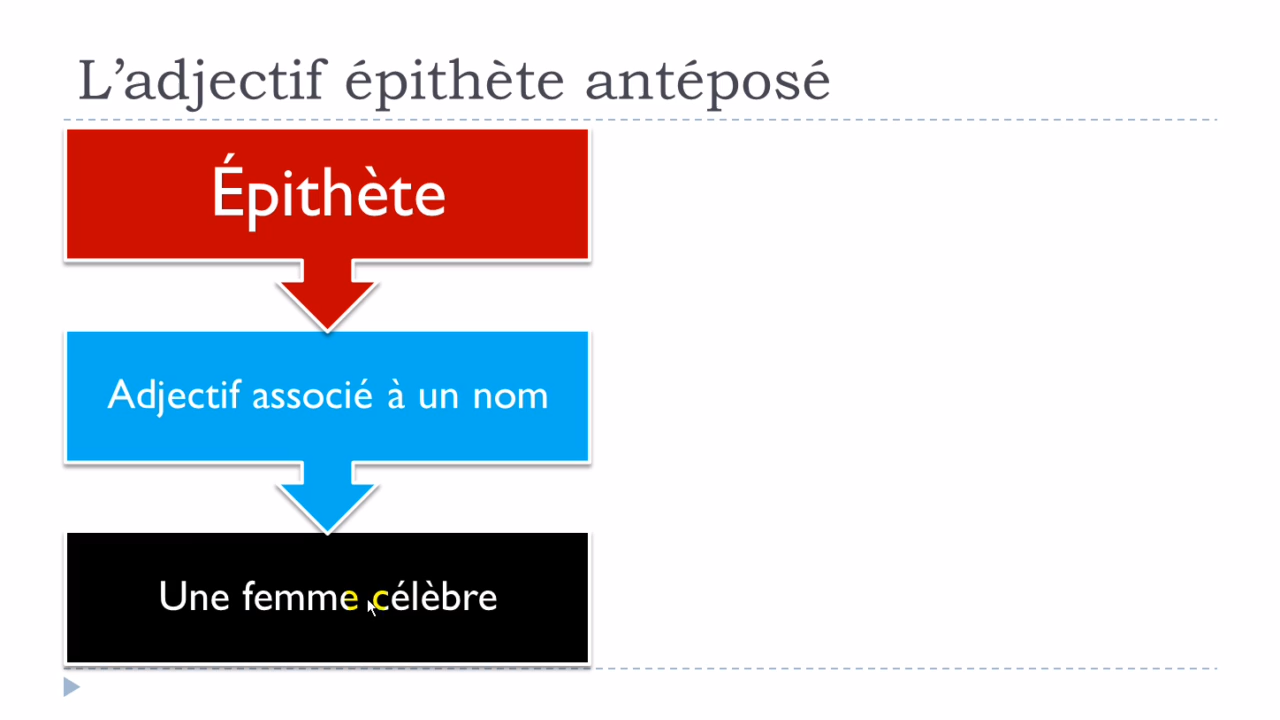 L’adjectif épithète antéposé
Épithète
Adjectif associé à un nom
Une femme célèbre